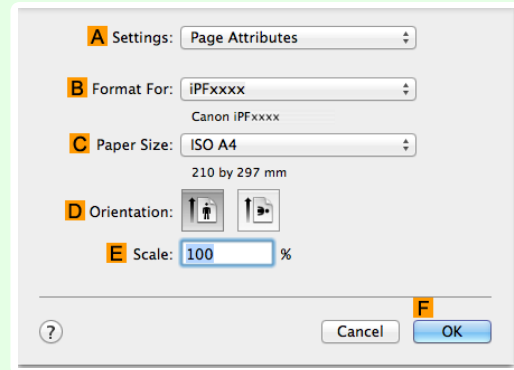 A Settings: Page Attributes
B Format For: iPFxxxx
Canon iPFxxxx
C Paper Size: ISO A4
210 by 297 mm
D Orientation:
E Scale: 100 %
F
? Cancel OK